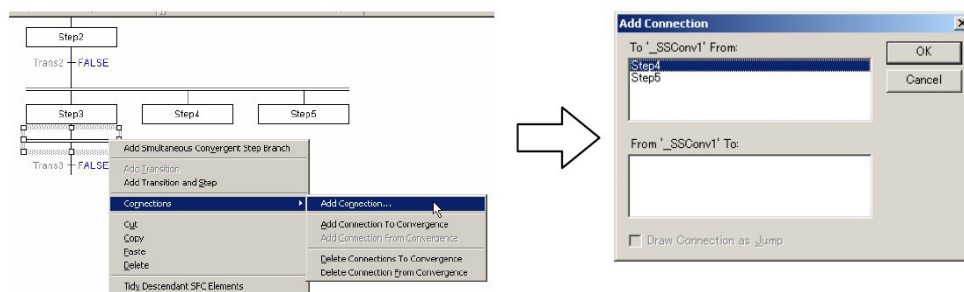 Step2
Trans2 FALSE
Step3 Step4 Step5
Trans3 FALSE
Add Simultaneous Convergent Step Branch
Add Transition
Add Transition and Step
Connections
Cut
Copy
Paste
Delete
Tidy Descendant SFC Elements
Add Connection...
Add Connection To Convergence
Add Connection From Convergence
Delete Connections To Convergence
Delete Connection From Convergence
Add Connection
To '_SSConv1' From:
Step4
Step5
OK
Cancel
From '_SSConv1' To:
Draw Connection as Jump